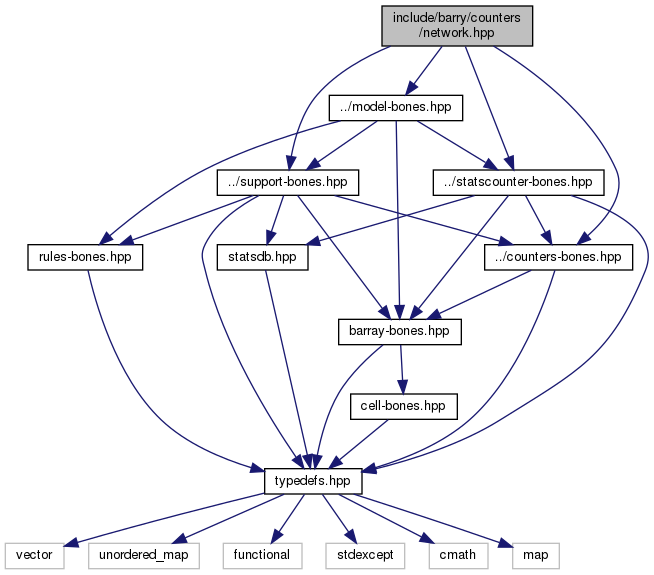 include/barry/counters
/network.hpp
../model-bones.hpp
../support-bones.hpp
../statscounter-bones.hpp
rules-bones.hpp
statsdb.hpp
../counters-bones.hpp
barray-bones.hpp
cell-bones.hpp
typedefs.hpp
vector
unordered_map
functional
stdexcept
cmath
map